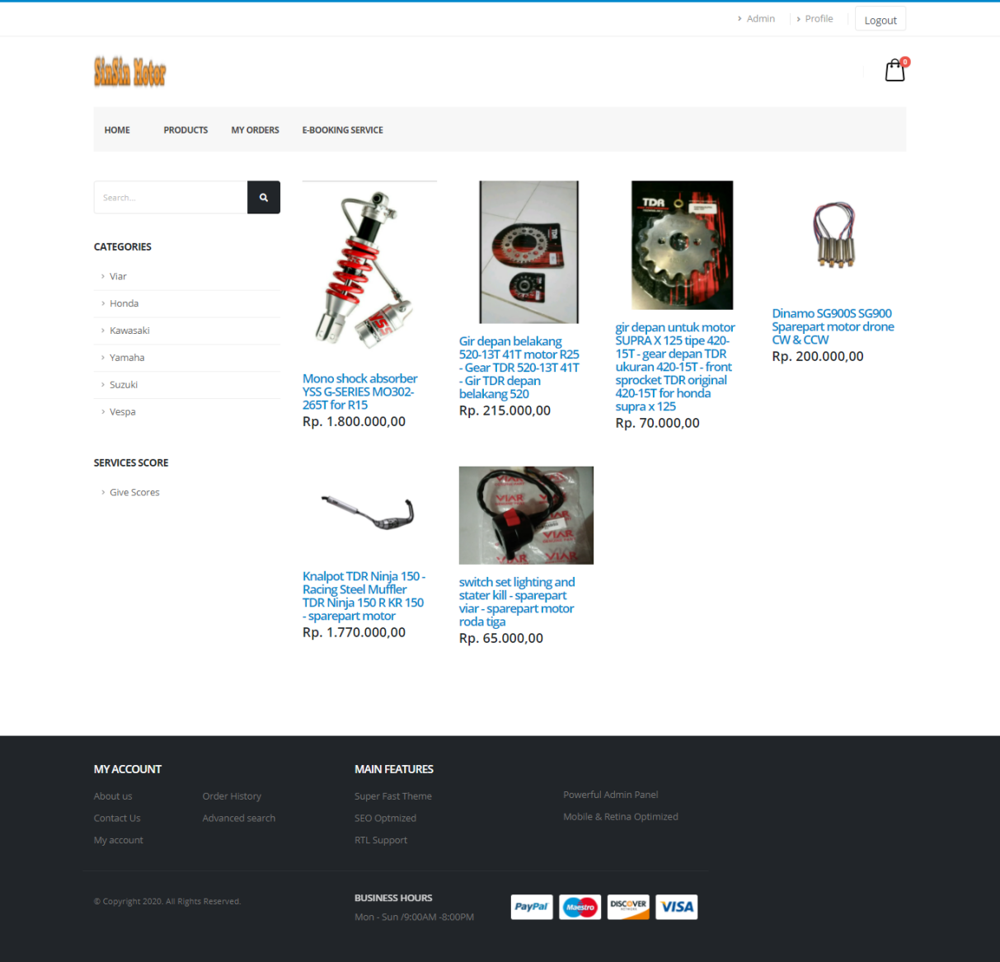 Admin
Profile
Logout
SinSin Motor
0
HOME
PRODUCTS
MY ORDERS
E-BOOKING SERVICE
Search...
CATEGORIES
Viar
Honda
Kawasaki
Yamaha
Suzuki
Vespa
SERVICES SCORE
Give Scores
YSS
Mono shock absorber
YSS G-SERIES MO302-
265T for R15
Rp. 1.800.000,00
Gir depan belakang
520-13T 41T motor R25
- Gear TDR 520-13T 41T
- Gir TDR depan
belakang 520
Rp. 215.000,00
TDR
gir depan untuk motor
SUPRA X 125 tipe 420-
15T - gear depan TDR
ukuran 420-15T - front
sprocket TDR original
420-15T for honda
supra x 125
Rp. 70.000,00
Dinamo SG900S SG900
Sparepart motor drone
CW & CCW
Rp. 200.000,00
Knalpot TDR Ninja 150 -
Racing Steel Muffler
TDR Ninja 150 R KR 150
- sparepart motor
Rp. 1.770.000,00
VIAR
VIAR
VIAR
switch set lighting and
stater kill - sparepart
viar - sparepart motor
roda tiga
Rp. 65.000,00
MY ACCOUNT
About us
Contact Us
My account
Order History
Advanced search
MAIN FEATURES
Super Fast Theme
SEO Optmized
RTL Support
Powerful Admin Panel
Mobile & Retina Optimized
© Copyright 2020. All Rights Reserved.
BUSINESS HOURS
Mon - Sun /9:00AM -8:00PM
PayPal
Maestro
DISCOVER
NETWORK
VISA